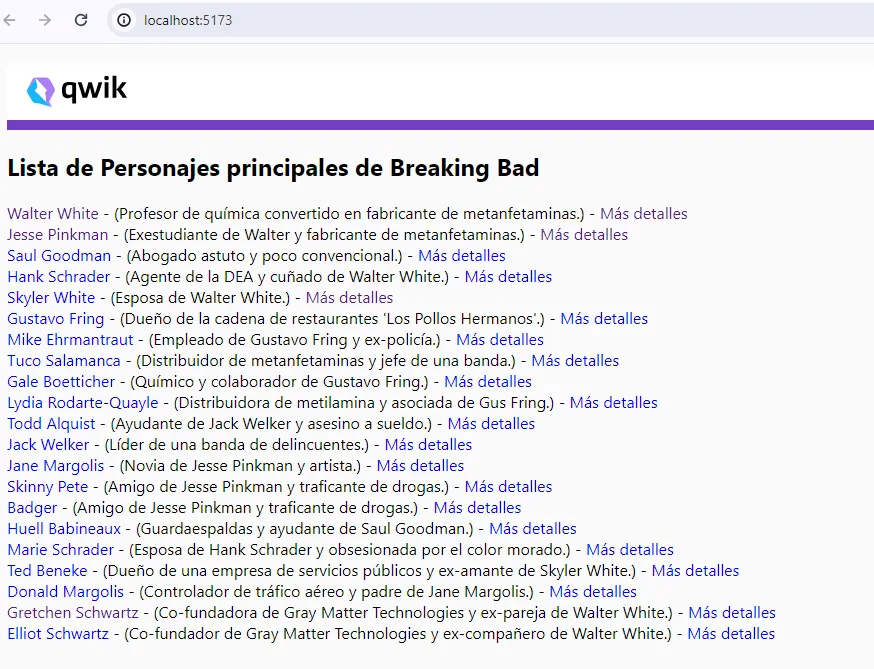 localhost:5173
qwik
Lista de Personajes principales de Breaking Bad
Walter White - (Profesor de química convertido en fabricante de metanfetaminas.) - Más detalles
Jesse Pinkman - (Exestudiante de Walter y fabricante de metanfetaminas.) - Más detalles
Saul Goodman - (Abogado astuto y poco convencional.) - Más detalles
Hank Schrader - (Agente de la DEA y cuñado de Walter White.) - Más detalles
Skyler White - (Esposa de Walter White.) - Más detalles
Gustavo Fring - (Dueño de la cadena de restaurantes 'Los Pollos Hermanos'.) - Más detalles
Mike Ehrmantraut - (Empleado de Gustavo Fring y ex-policía.) - Más detalles
Tuco Salamanca - (Distribuidor de metanfetaminas y jefe de una banda.) - Más detalles
Gale Boetticher - (Químico y colaborador de Gustavo Fring.) - Más detalles
Lydia Rodarte-Quayle - (Distribuidora de metilamina y asociada de Gus Fring.) - Más detalles
Todd Alquist - (Ayudante de Jack Welker y asesino a sueldo.) - Más detalles
Jack Welker - (Líder de una banda de delincuentes.) - Más detalles
Jane Margolis - (Novia de Jesse Pinkman y artista.) - Más detalles
Skinny Pete - (Amigo de Jesse Pinkman y traficante de drogas.) - Más detalles
Badger - (Amigo de Jesse Pinkman y traficante de drogas.) - Más detalles
Huell Babineaux - (Guardaespaldas y ayudante de Saul Goodman.) - Más detalles
Marie Schrader - (Esposa de Hank Schrader y obsesionada por el color morado.) - Más detalles
Ted Beneke - (Dueño de una empresa de servicios públicos y ex-amante de Skyler White.) - Más detalles
Donald Margolis - (Controlador de tráfico aéreo y padre de Jane Margolis.) - Más detalles
Gretchen Schwartz - (Co-fundadora de Gray Matter Technologies y ex-pareja de Walter White.) - Más detalles
Elliot Schwartz - (Co-fundador de Gray Matter Technologies y ex-compañero de Walter White.) - Más detalles